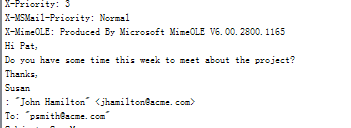 X-Priority: 3
X-MSMail-Priority: Normal
X-MimeOLE: Produced By Microsoft MimeOLE V6.00.2800.1165
Hi Pat,
Do you have some time this week to meet about the project?
Thanks,
Susan
: "John Hamilton" <jhamilton@acme.com>
To: "psmith@acme.com"